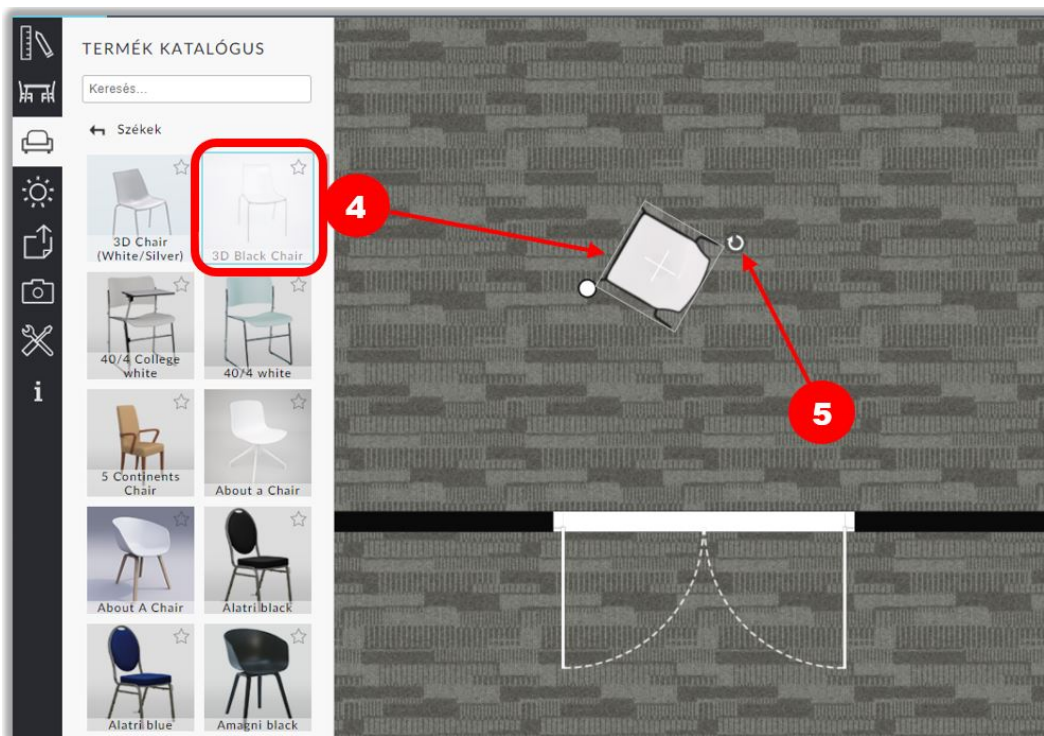 TERMÉK KATALÓGUS
Keresés...
Székek
3D Chair
(White/Silver)
3D Black Chair
4
40/4 College
white
40/4 white
5
i
5 Continents
Chair
About a Chair
About A Chair
Alatri black
Alatri blue
Amagni black